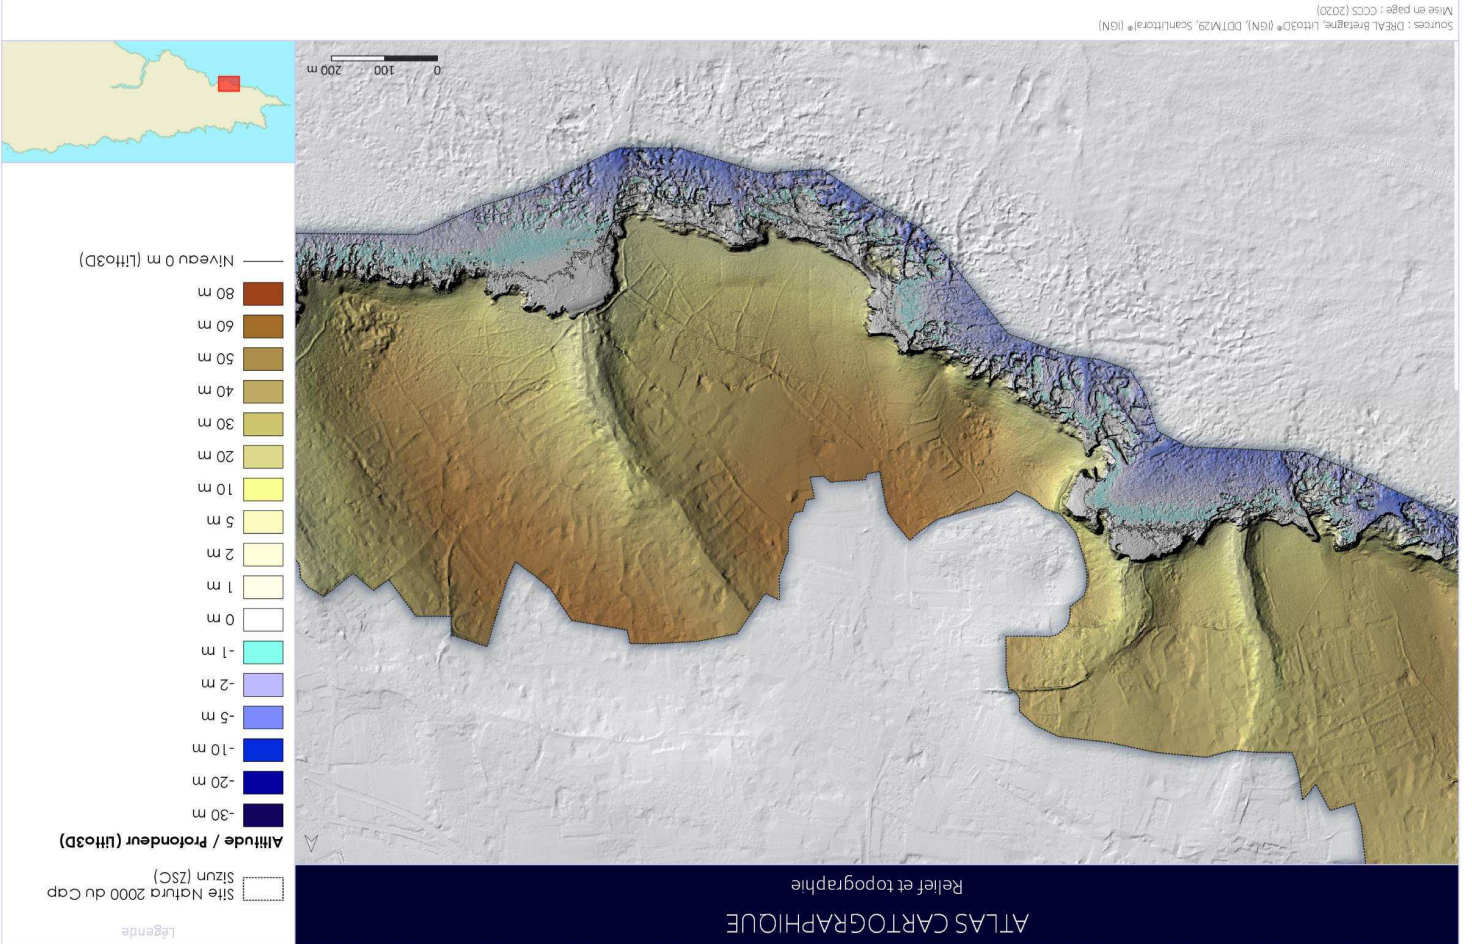 ATLAS CARTOGRAPHIQUE
Relief et topographie
Légende
Site Natura 2000 du Cap
Sizun (ZSC)
Altitude / Profondeur (Litto3D)
-30 m
-20 m
-10 m
-5 m
-2 m
-1 m
0 m
1 m
2 m
5 m
10 m
20 m
30 m
40 m
50 m
60 m
80 m
Niveau 0 m (Litto3D)
0 100 200 m
Sources : DREAL Bretagne, Litto3D® (IGN), DDTM29, ScanLittoral® (IGN)
Mise en page : CCCS (2020)